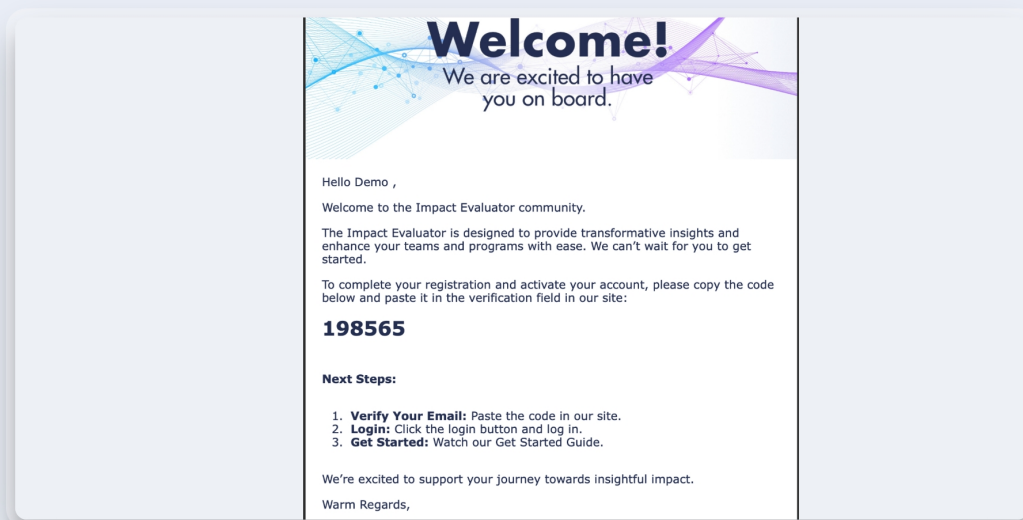 Welcome!
We are excited to have
you on board.
Hello Demo ,
Welcome to the Impact Evaluator community.
The Impact Evaluator is designed to provide transformative insights and
enhance your teams and programs with ease. We can’t wait for you to get
started.
To complete your registration and activate your account, please copy the code
below and paste it in the verification field in our site:
198565
Next Steps:
1. Verify Your Email: Paste the code in our site.
2. Login: Click the login button and log in.
3. Get Started: Watch our Get Started Guide.
We’re excited to support your journey towards insightful impact.
Warm Regards,